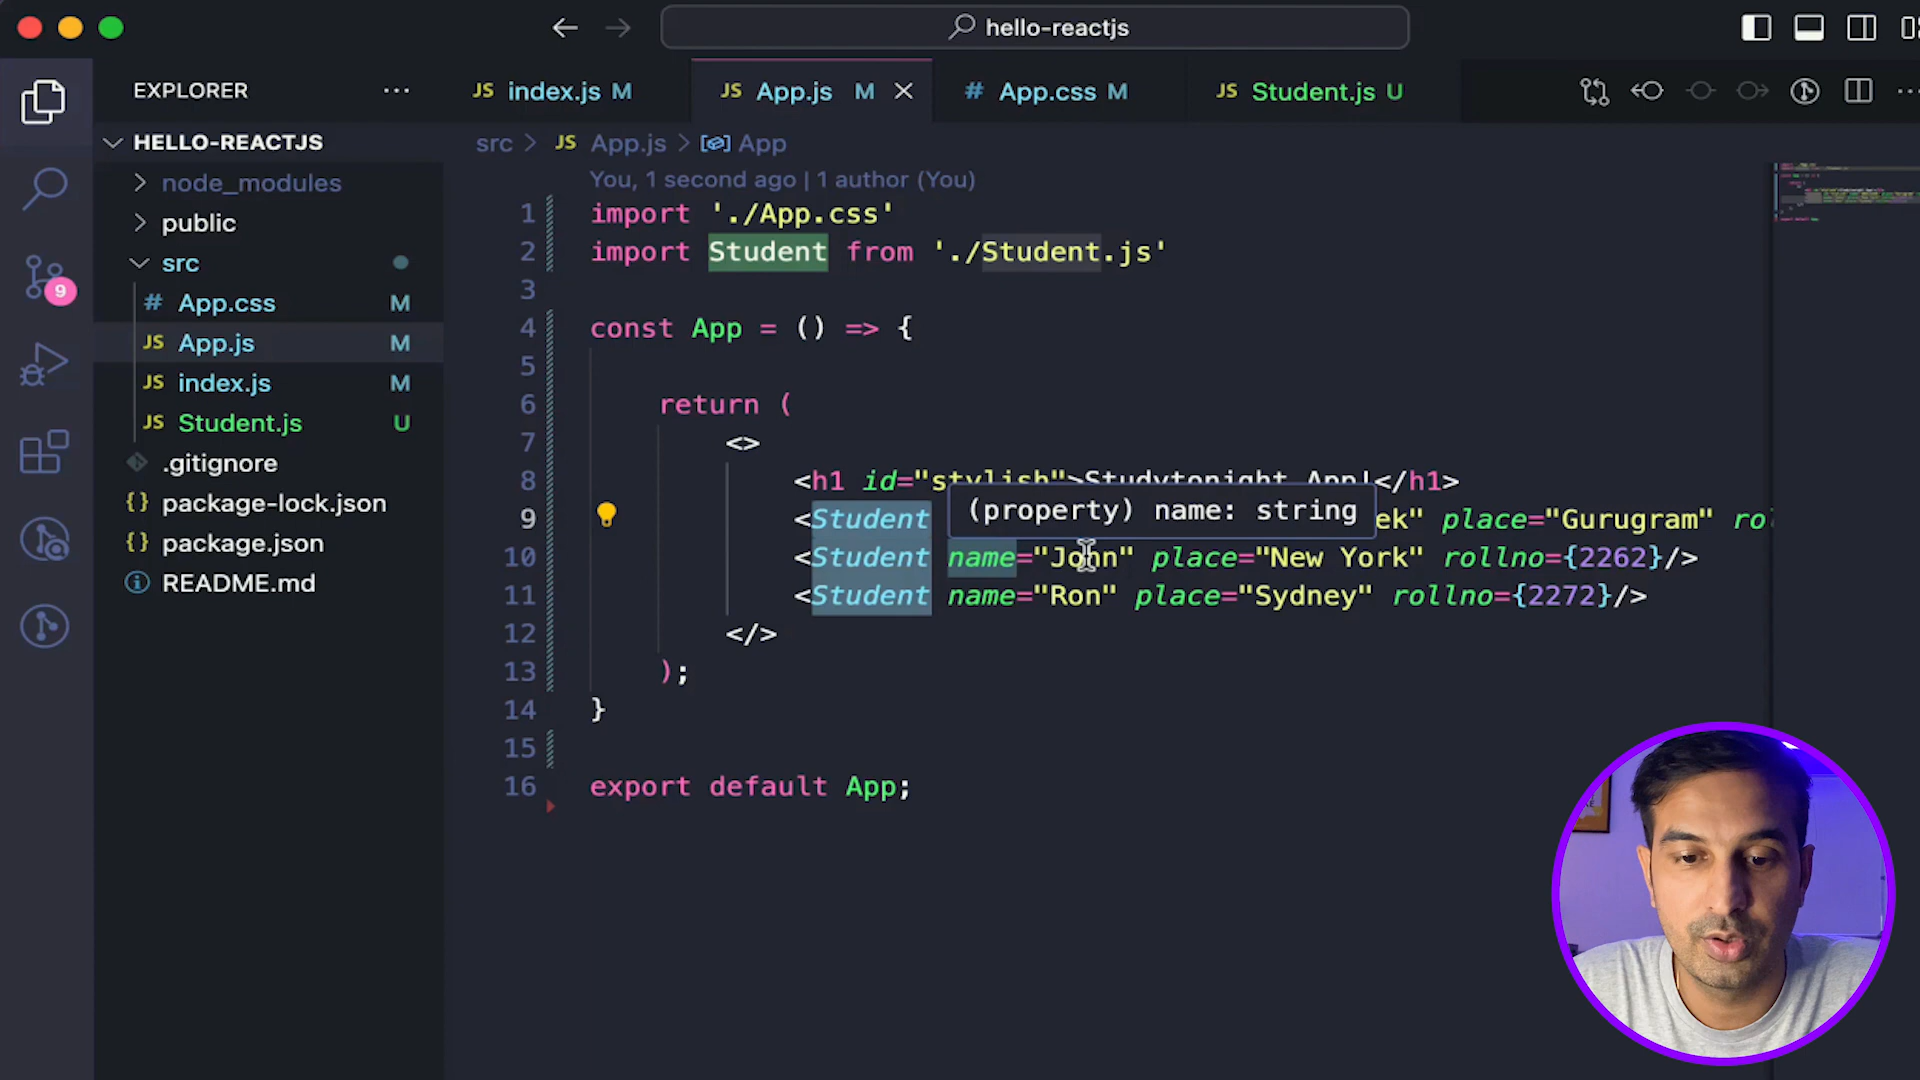 hello-reactjs
EXPLORER
index.js M
App.js M
# App.css M
JS Student.js U
HELLO-REACTJS
src > JS App.js > App
node_modules
You, 1 second ago | 1 author (You)
public
1 import './App.css'
2 import Student from './Student.js'
src
3
# App.css M
4 const App = () => {
JS App.js M
5
JS index.js M
6 return (
JS Student.js U
7 <>
.gitignore
8 <h1 id="stylish">Studytonight App!</h1>
{} package-lock.json
(property) name: string
9 <Student ek" place="Gurugram" ro
{} package.json
10 <Student name="John" place="New York" rollno={2262}/>
README.md
11 <Student name="Ron" place="Sydney" rollno={2272}/>
12 </>
13 );
14 }
15
16 export default App;
9